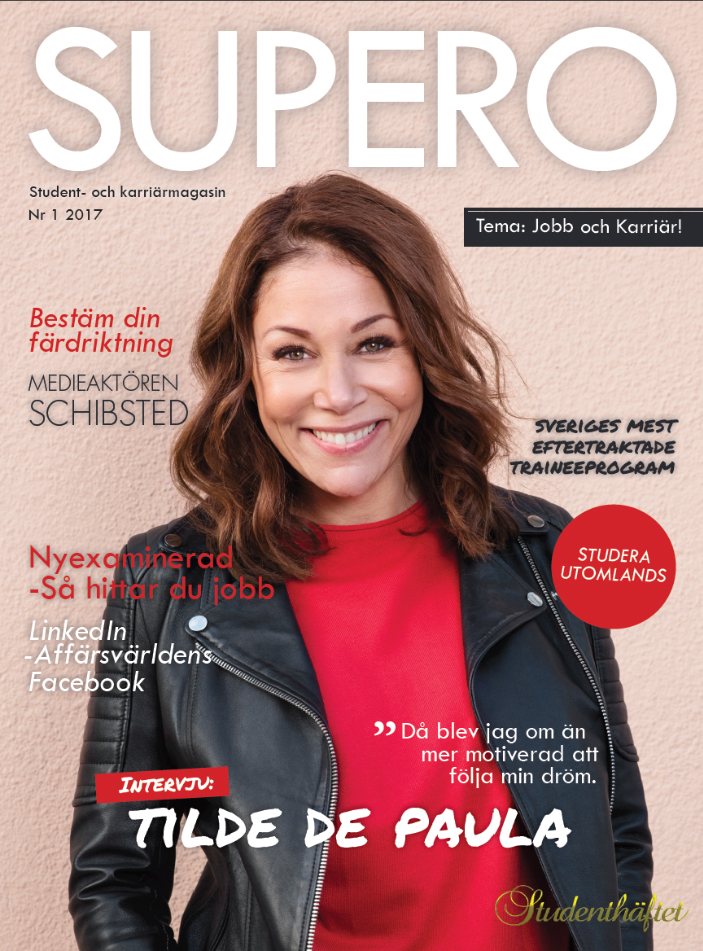 SUPERO
Student- och karriärmagasin
Nr 1 2017
Tema: Jobb och Karriär!
Bestäm din
färdriktning
MEDIEAKTÖREN
SCHIBSTED
SVERIGES MEST
EFTERTRAKTADE
TRAINEEPROGRAM
STUDERA
UTOMLANDS
Nyexaminerad
-Så hittar du jobb
LinkedIn
-Affärsvärldens
Facebook
”Då blev jag om än
mer motiverad att
följa min dröm.
INTERVJU:
TILDE DE PAULA
Studenthäftet